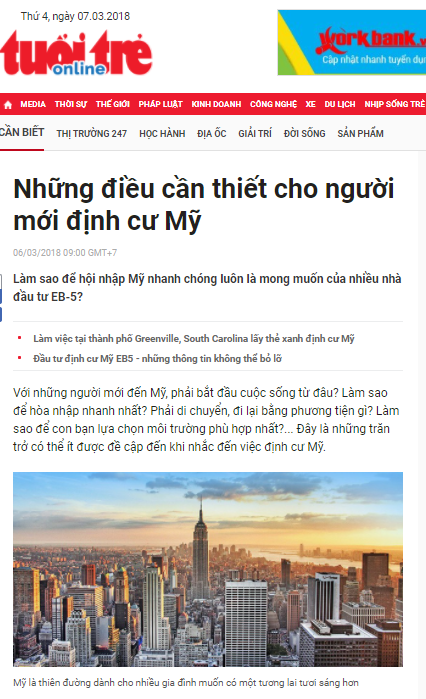 Thứ 4, ngày 07.03.2018
tuổi trẻ
online
workbank.v
Cập nhật nhanh tuyển dụ
MEDIA THỜI SỰ THẾ GIỚI PHÁP LUẬT KINH DOANH CÔNG NGHỆ XE DU LỊCH NHỊP SỐNG TRẺ
CẦN BIẾT THỊ TRƯỜNG 247 HỌC HÀNH ĐỊA ỐC GIẢI TRÍ ĐỜI SỐNG SẢN PHẨM
Những điều cần thiết cho người
mới định cư Mỹ
06/03/2018 09:00 GMT+7
Làm sao để hội nhập Mỹ nhanh chóng luôn là mong muốn của nhiều nhà
đầu tư EB-5?
Làm việc tại thành phố Greenville, South Carolina lấy thẻ xanh định cư Mỹ
Đầu tư định cư Mỹ EB5 - những thông tin không thể bỏ lỡ
Với những người mới đến Mỹ, phải bắt đầu cuộc sống từ đâu? Làm sao
để hòa nhập nhanh nhất? Phải di chuyển, đi lại bằng phương tiện gì? Làm
sao để con bạn lựa chọn môi trường phù hợp nhất?... Đây là những trăn
trở có thể ít được đề cập đến khi nhắc đến việc định cư Mỹ.
Mỹ là thiên đường dành cho nhiều gia đình muốn có một tương lai tươi sáng hơn